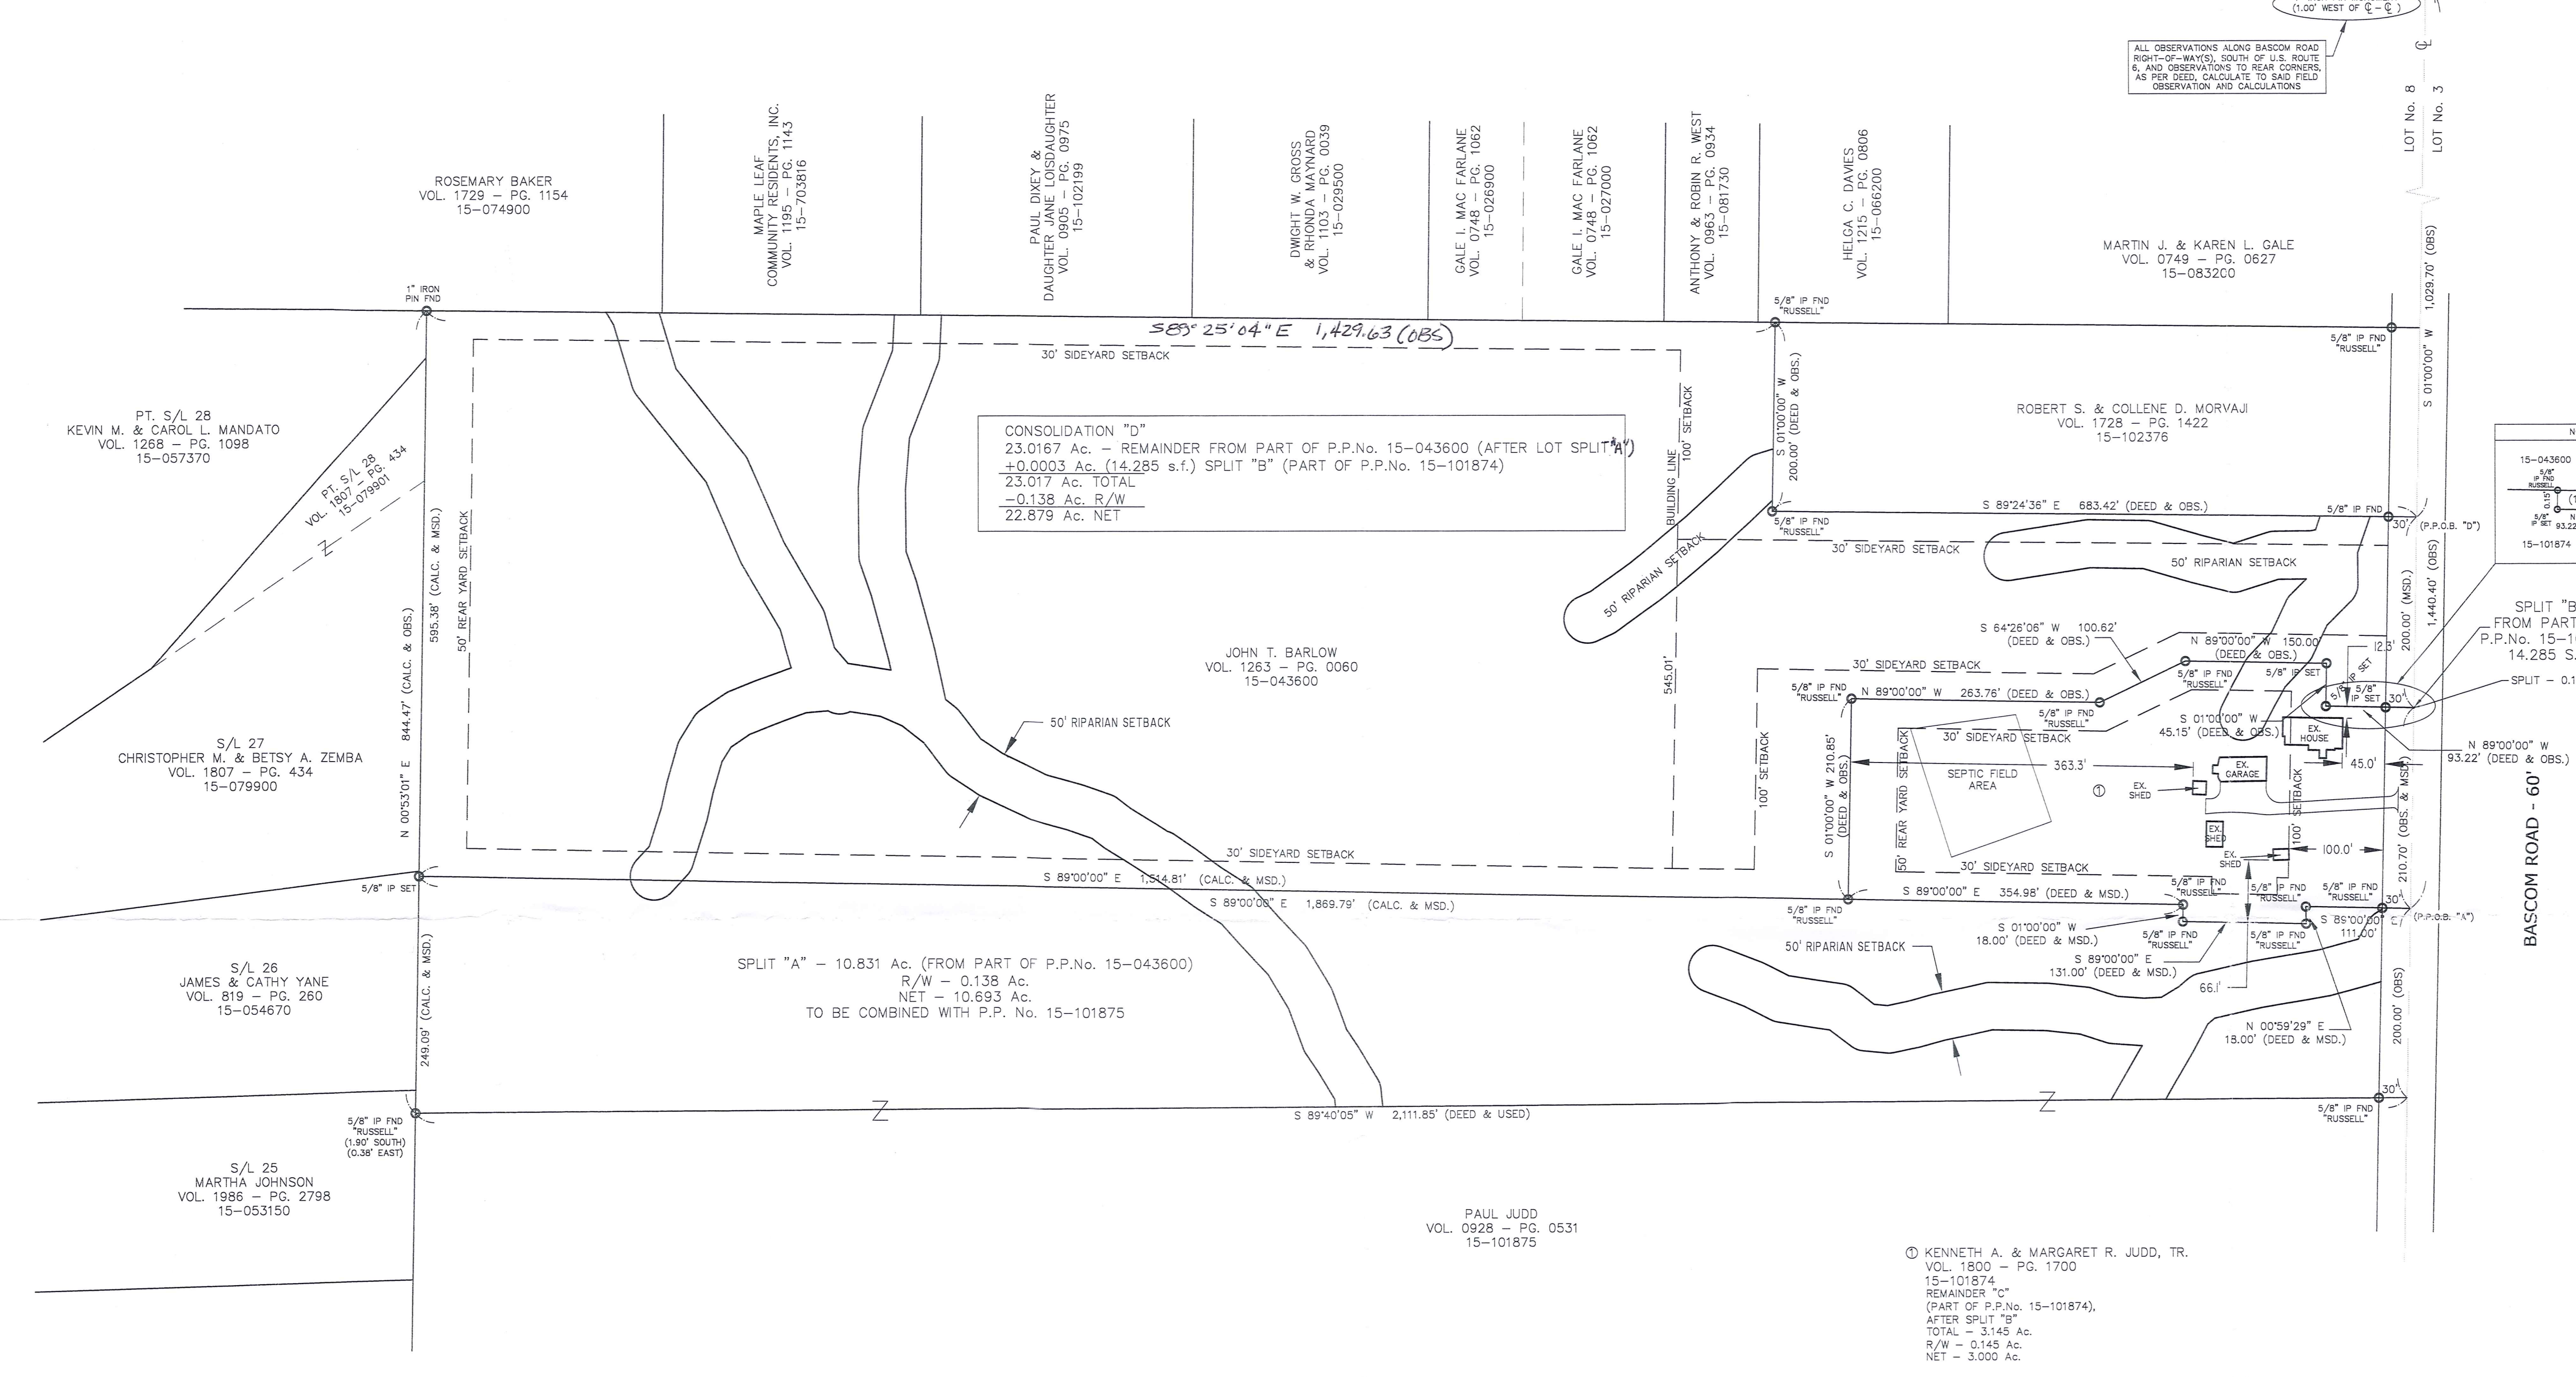 (1.00' WEST OF ℄ – ℄ )
ALL OBSERVATIONS ALONG BASCOM ROAD
RIGHT-OF-WAY(S), SOUTH OF U.S. ROUTE
6, AND OBSERVATIONS TO REAR CORNERS,
AS PER DEED, CALCULATE TO SAID FIELD
OBSERVATION AND CALCULATIONS
℄
LOT No. 8
LOT No. 3
ROSEMARY BAKER
VOL. 1729 – PG. 1154
15-074900
MAPLE LEAF
COMMUNITY RESIDENTS, INC.
VOL. 1195 – PG. 1143
15-703816
PAUL DIXEY &
DAUGHTER JANE LOISDAUGHTER
VOL. 0905 – PG. 0975
15-102199
DWIGHT W. GROSS
& RHONDA MAYNARD
VOL. 1103 – PG. 0039
15-029500
GALE I. MAC FARLANE
VOL. 0748 – PG. 1062
15-026900
GALE I. MAC FARLANE
VOL. 0748 – PG. 1062
15-027000
ANTHONY & ROBIN R. WEST
VOL. 0963 – PG. 0934
15-081730
HELGA C. DAVIES
VOL. 1215 – PG. 0806
15-066200
MARTIN J. & KAREN L. GALE
VOL. 0749 – PG. 0627
15-083200
S 01°00'00" W 1,029.70' (OBS)
1" IRON
PIN FND
S 89° 25' 04" E 1,429.63 (OBS)
5/8" IP FND
"RUSSELL"
5/8" IP FND
"RUSSELL"
30' SIDEYARD SETBACK
PT. S/L 28
KEVIN M. & CAROL L. MANDATO
VOL. 1268 – PG. 1098
15-057370
PT. S/L 28
VOL. 1807 – PG. 434
15-079901
Z
595.38' (CALC. & MSD.)
N 00°53'01" E 844.47' (CALC. & OBS.)
50' REAR YARD SETBACK
CONSOLIDATION "D"
23.0167 Ac. – REMAINDER FROM PART OF P.P.No. 15-043600 (AFTER LOT SPLIT "A")
+0.0003 Ac. (14.285 s.f.) SPLIT "B" (PART OF P.P.No. 15-101874)
23.017 Ac. TOTAL
-0.138 Ac. R/W
22.879 Ac. NET
BUILDING LINE
100' SETBACK
S 01°00'00" W
200.00' (DEED & OBS.)
ROBERT S. & COLLENE D. MORVAJI
VOL. 1728 – PG. 1422
15-102376
S 89°24'36" E 683.42' (DEED & OBS.)
5/8" IP FND
"RUSSELL"
5/8" IP FND
30'
(P.P.O.B. "D")
N
15-043600
5/8"
IP FND
RUSSELL
0.15'
5/8"
IP SET
N
93.22
15-101874
30' SIDEYARD SETBACK
50' RIPARIAN SETBACK
50' RIPARIAN SETBACK
200.00' (MSD.)
1,440.40' (OBS)
SPLIT "B
FROM PART
P.P.No. 15-1
14.285 S.
SPLIT – 0.1
S 64°26'06" W 100.62'
(DEED & OBS.)
N 89°00'00" W 150.00'
(DEED & OBS.)
12.3'
30' SIDEYARD SETBACK
5/8" IP FND
"RUSSELL"
5/8" IP SET
5/8" IP SET
5/8"
IP SET
30'
JOHN T. BARLOW
VOL. 1263 – PG. 0060
15-043600
545.01'
5/8" IP FND
"RUSSELL"
N 89°00'00" W 263.76' (DEED & OBS.)
5/8" IP FND
"RUSSELL"
S 01°00'00" W
45.15' (DEED & OBS.)
30' SIDEYARD SETBACK
EX.
HOUSE
N 89°00'00" W
93.22' (DEED & OBS.)
50' RIPARIAN SETBACK
100' SETBACK
S 01°00'00" W 210.85'
(DEED & OBS.)
363.3'
50' REAR YARD SETBACK
SEPTIC FIELD
AREA
EX.
GARAGE
45.0'
①
EX.
SHED
EX.
SHED
EX.
SHED
100' SETBACK
100.0'
210.70' (OBS. & MSD.)
BASCOM ROAD - 60'
S/L 27
CHRISTOPHER M. & BETSY A. ZEMBA
VOL. 1807 – PG. 434
15-079900
30' SIDEYARD SETBACK
30' SIDEYARD SETBACK
5/8" IP SET
S 89°00'00" E 1,514.81' (CALC. & MSD.)
S 89°00'00" E 1,869.79' (CALC. & MSD.)
5/8" IP FND
"RUSSELL"
S 89°00'00" E 354.98' (DEED & MSD.)
5/8" IP FND
"RUSSELL"
5/8" IP FND
"RUSSELL"
5/8" IP FND
"RUSSELL"
30'
(P.P.O.B. "A")
S 89°00'00" E
111.00'
S 01°00'00" W
18.00' (DEED & MSD.)
5/8" IP FND
"RUSSELL"
5/8" IP FND
"RUSSELL"
S 89°00'00" E
131.00' (DEED & MSD.)
66.1'
N 00°59'29" E
18.00' (DEED & MSD.)
50' RIPARIAN SETBACK
200.00' (OBS)
249.09' (CALC. & MSD.)
SPLIT "A" – 10.831 Ac. (FROM PART OF P.P.No. 15-043600)
R/W – 0.138 Ac.
NET – 10.693 Ac.
TO BE COMBINED WITH P.P. No. 15-101875
S/L 26
JAMES & CATHY YANE
VOL. 819 – PG. 260
15-054670
5/8" IP FND
"RUSSELL"
(1.90' SOUTH)
(0.38' EAST)
Z
S 89°40'05" W 2,111.85' (DEED & USED)
Z
5/8" IP FND
"RUSSELL"
30'
S/L 25
MARTHA JOHNSON
VOL. 1986 – PG. 2798
15-053150
PAUL JUDD
VOL. 0928 – PG. 0531
15-101875
① KENNETH A. & MARGARET R. JUDD, TR.
VOL. 1800 – PG. 1700
15-101874
REMAINDER "C"
(PART OF P.P.No. 15-101874),
AFTER SPLIT "B"
TOTAL – 3.145 Ac.
R/W – 0.145 Ac.
NET – 3.000 Ac.